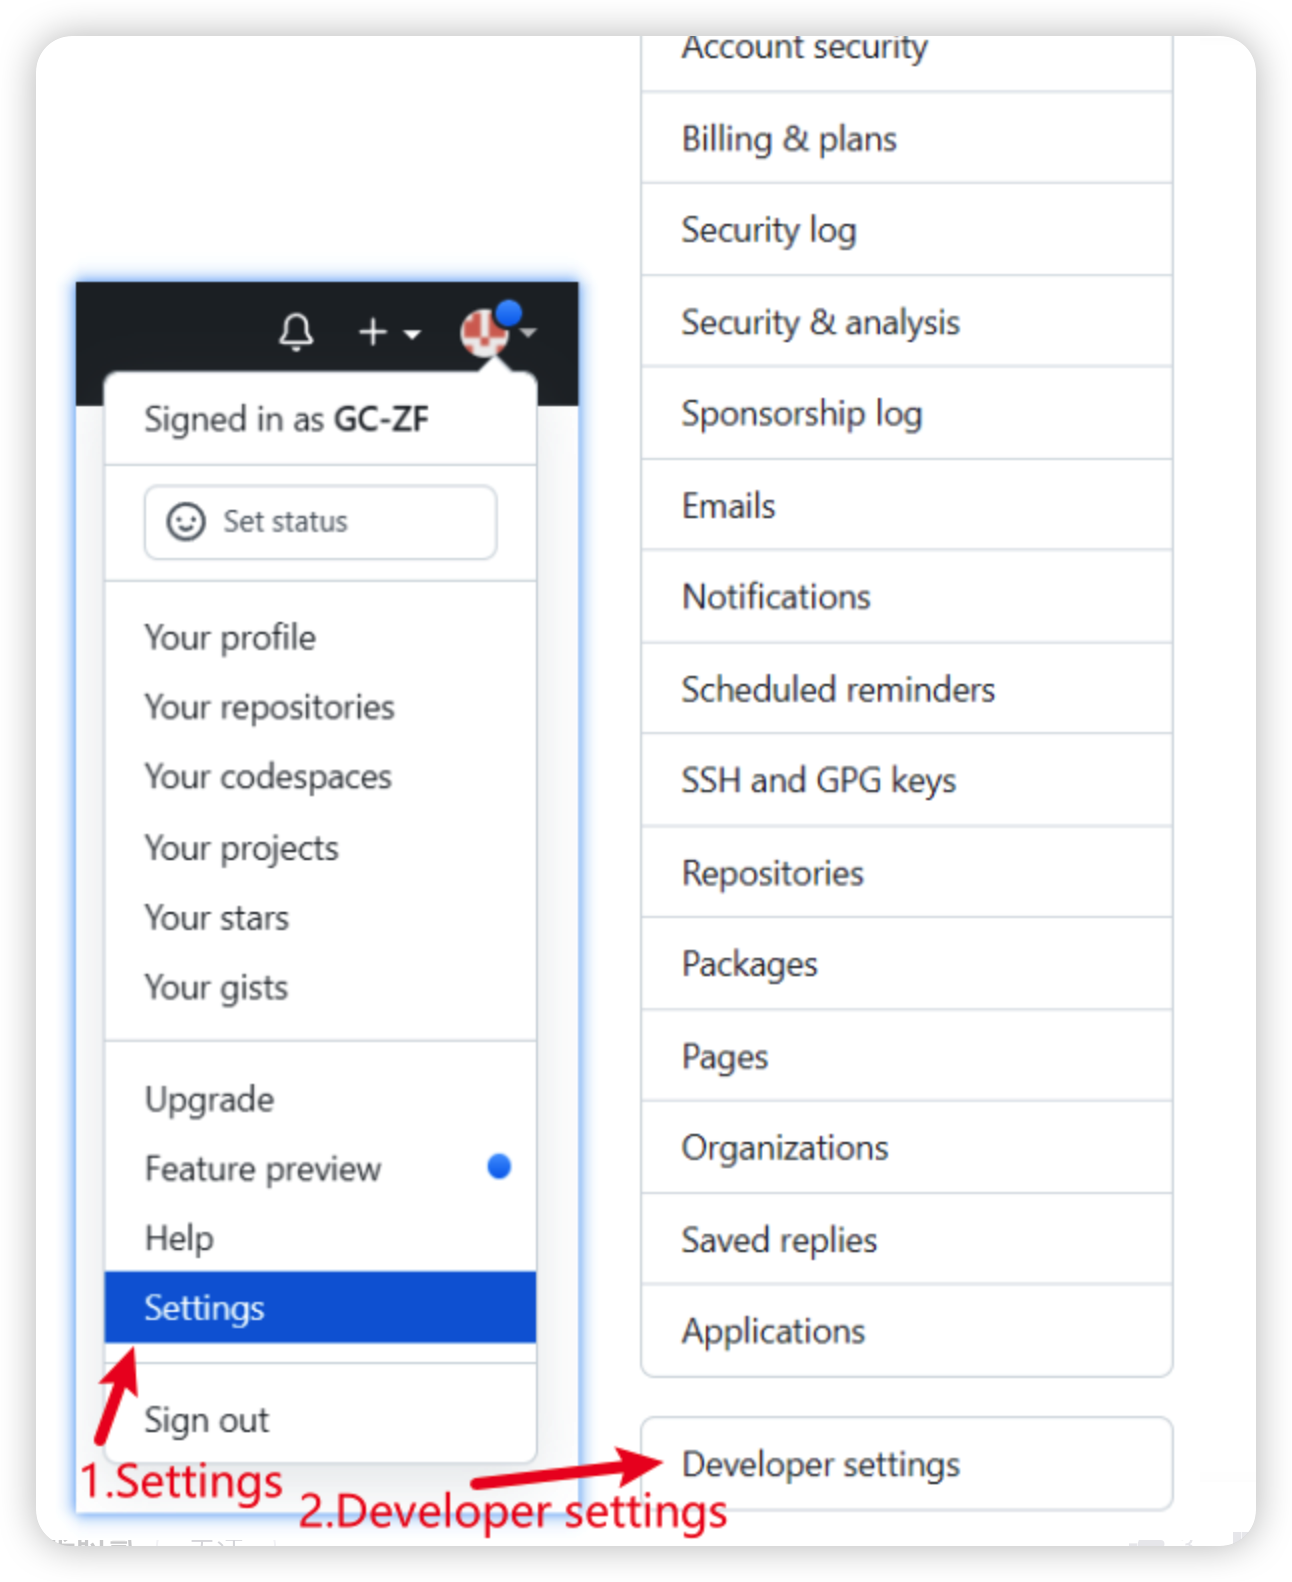 Signed in as GC-ZF
Set status
Your profile
Your repositories
Your codespaces
Your projects
Your stars
Your gists
Upgrade
Feature preview
Help
Settings
Sign out
1.Settings
Account security
Billing & plans
Security log
Security & analysis
Sponsorship log
Emails
Notifications
Scheduled reminders
SSH and GPG keys
Repositories
Packages
Pages
Organizations
Saved replies
Applications
Developer settings
2.Developer settings